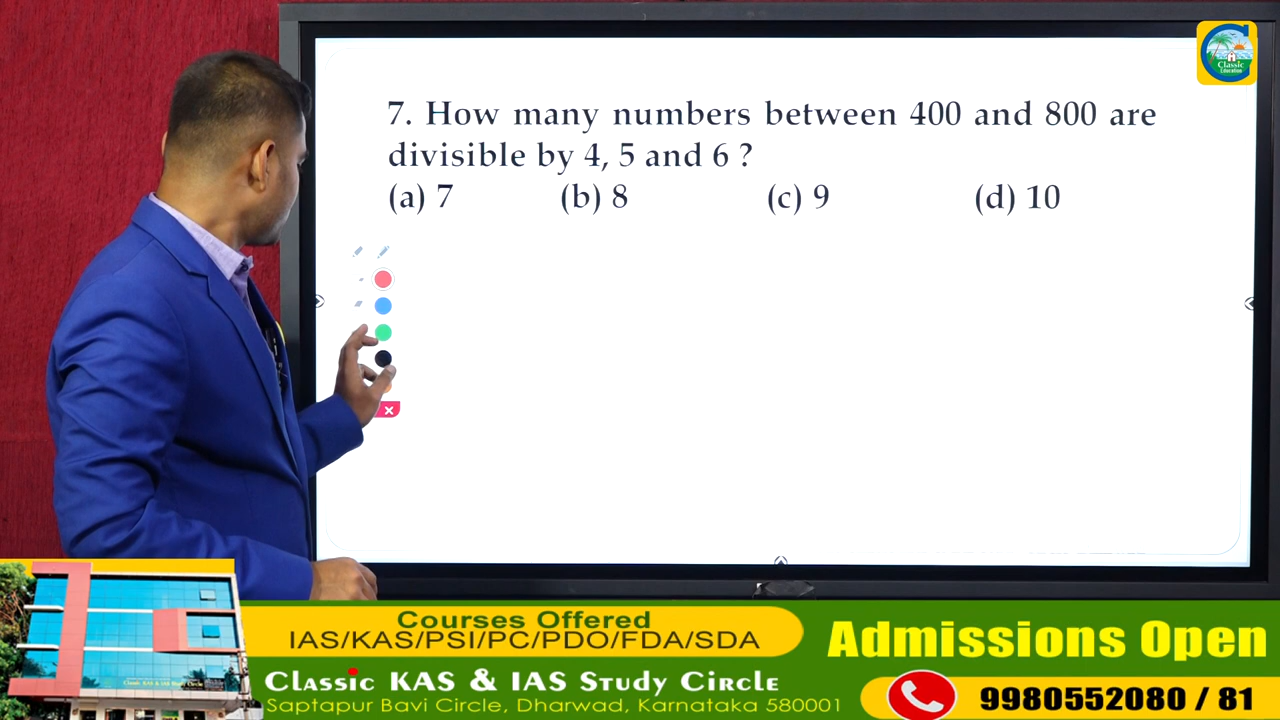 Classic
Education
7. How many numbers between 400 and 800 are
divisible by 4, 5 and 6 ?
(a) 7 (b) 8 (c) 9 (d) 10
Courses Offered
IAS/KAS/PSI/PC/PDO/FDA/SDA
Admissions Open
Classic KAS & IAS Study Circle
Saptapur Bavi Circle, Dharwad, Karnataka 580001
9980552080 / 81